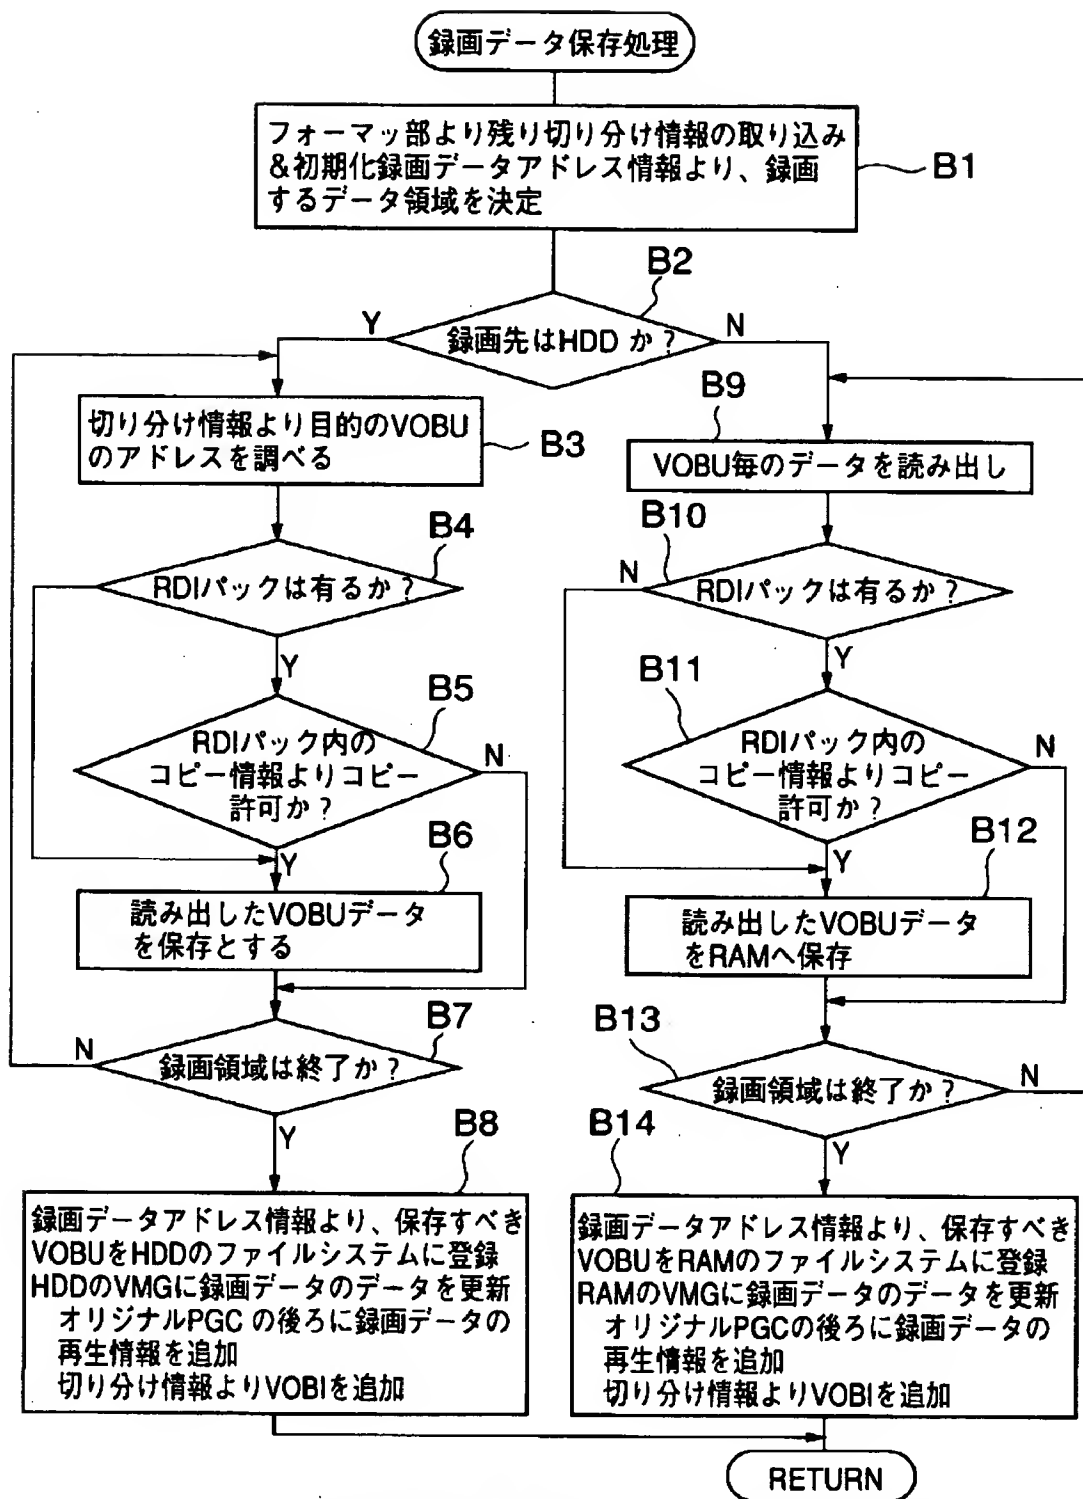 録画データ保存処理
フォーマッ部より残り切り分け情報の取り込み
&初期化録画データアドレス情報より、録画
するデータ領域を決定
B1
B2
Y
録画先はHDDか?
N
切り分け情報より目的のVOBU
のアドレスを調べる
B3
B4
RDIパックは有るか?
Y
B5
RDIパック内の
コピー情報よりコピー
許可か?
N
Y
B6
読み出したVOBUデータ
を保存とする
B7
N
録画領域は終了か?
Y
B8
録画データアドレス情報より、保存すべき
VOBUをHDDのファイルシステムに登録
HDDのVMGに録画データのデータを更新
オリジナルPGCの後ろに録画データの
再生情報を追加
切り分け情報よりVOBIを追加
B9
VOBU毎のデータを読み出し
B10
N
RDIパックは有るか?
Y
B11
RDIパック内の
コピー情報よりコピー
許可か?
N
Y
B12
読み出したVOBUデータ
をRAMへ保存
B13
録画領域は終了か?
N
Y
B14
録画データアドレス情報より、保存すべき
VOBUをRAMのファイルシステムに登録
RAMのVMGに録画データのデータを更新
オリジナルPGCの後ろに録画データの
再生情報を追加
切り分け情報よりVOBIを追加
RETURN